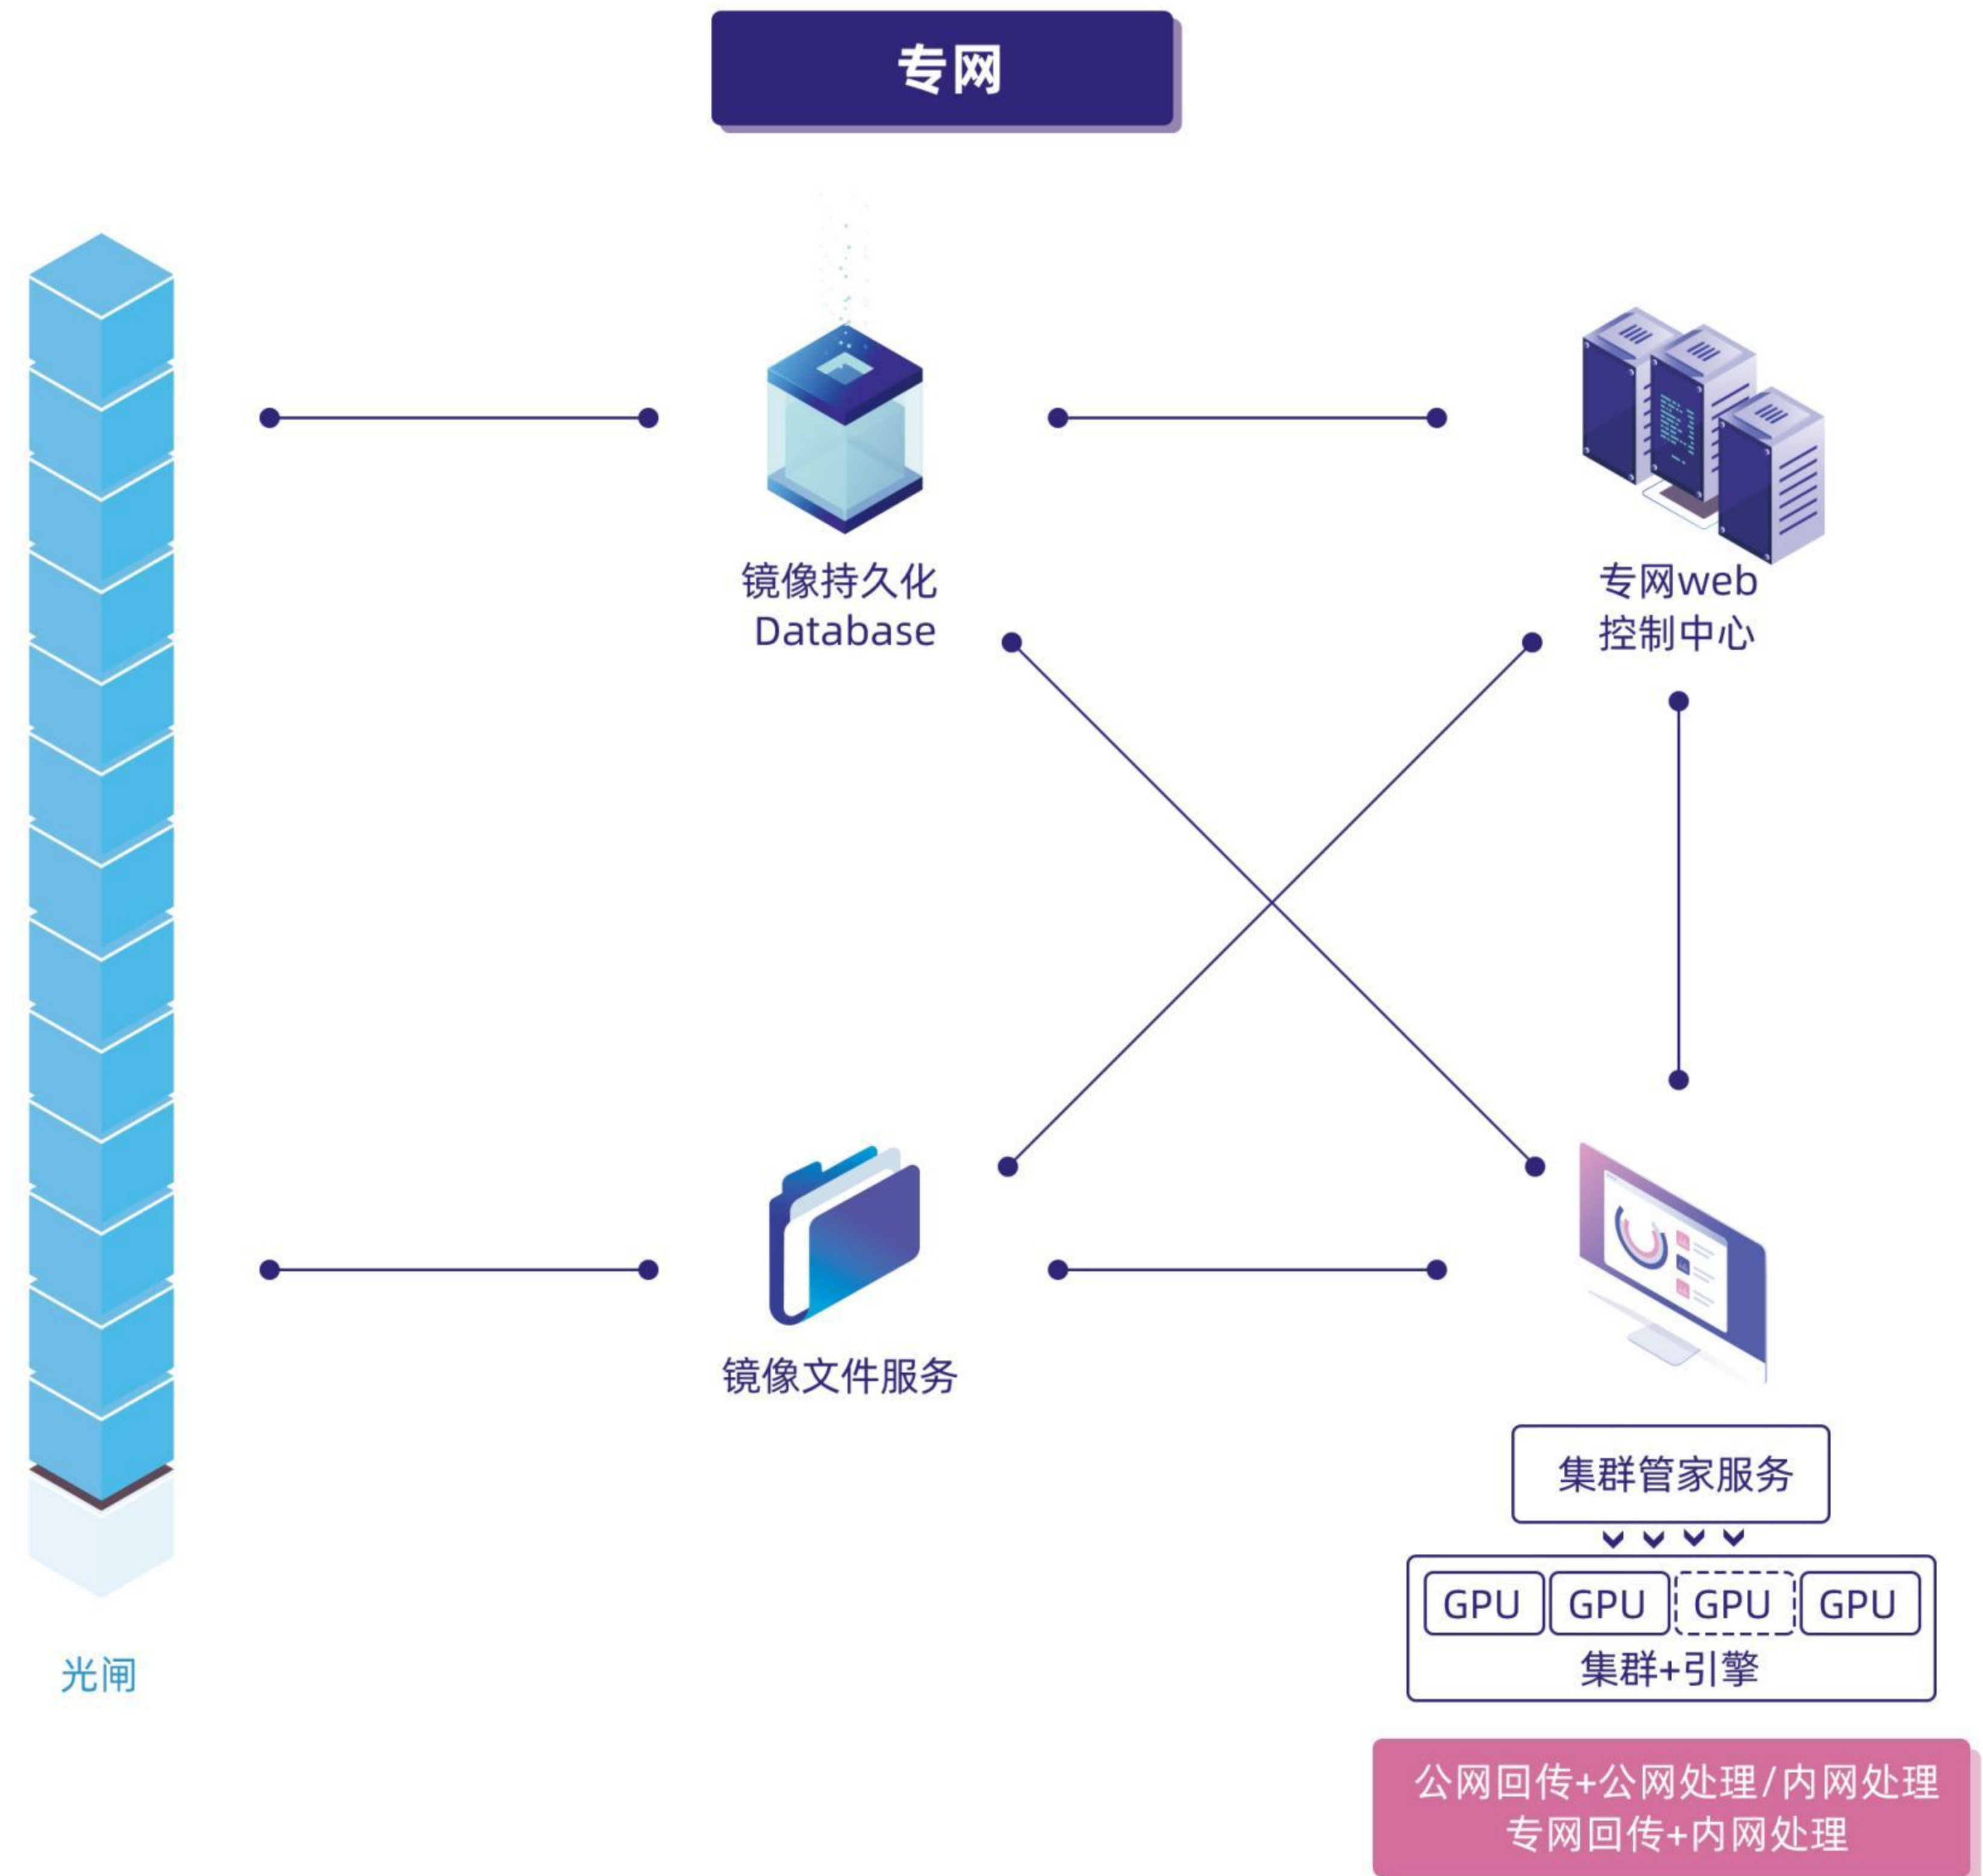 专网
镜像持久化
Database
专网web
控制中心
镜像文件服务
集群管家服务
GPU GPU GPU GPU
集群+引擎
光闸
公网回传+公网处理/内网处理
专网回传+内网处理